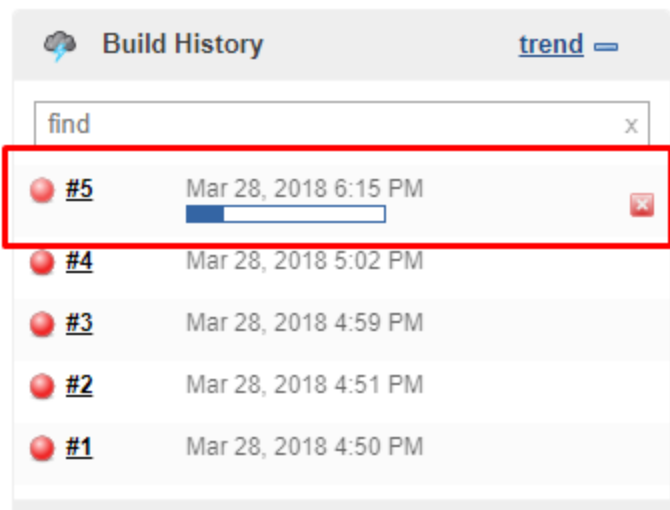 Build History trend
find x
#5 Mar 28, 2018 6:15 PM
#4 Mar 28, 2018 5:02 PM
#3 Mar 28, 2018 4:59 PM
#2 Mar 28, 2018 4:51 PM
#1 Mar 28, 2018 4:50 PM